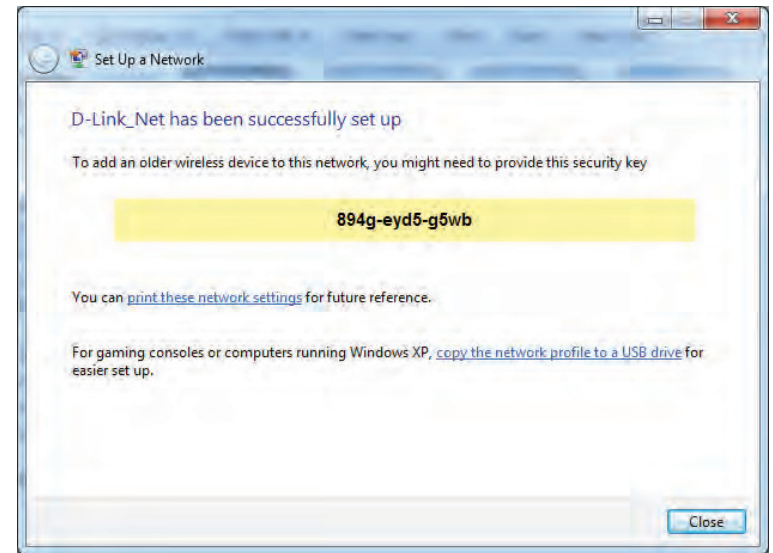 Set Up a Network
D-Link_Net has been successfully set up
To add an older wireless device to this network, you might need to provide this security key
894g-eyd5-g5wb
You can print these network settings for future reference.
For gaming consoles or computers running Windows XP, copy the network profile to a USB drive for
easier set up.
Close